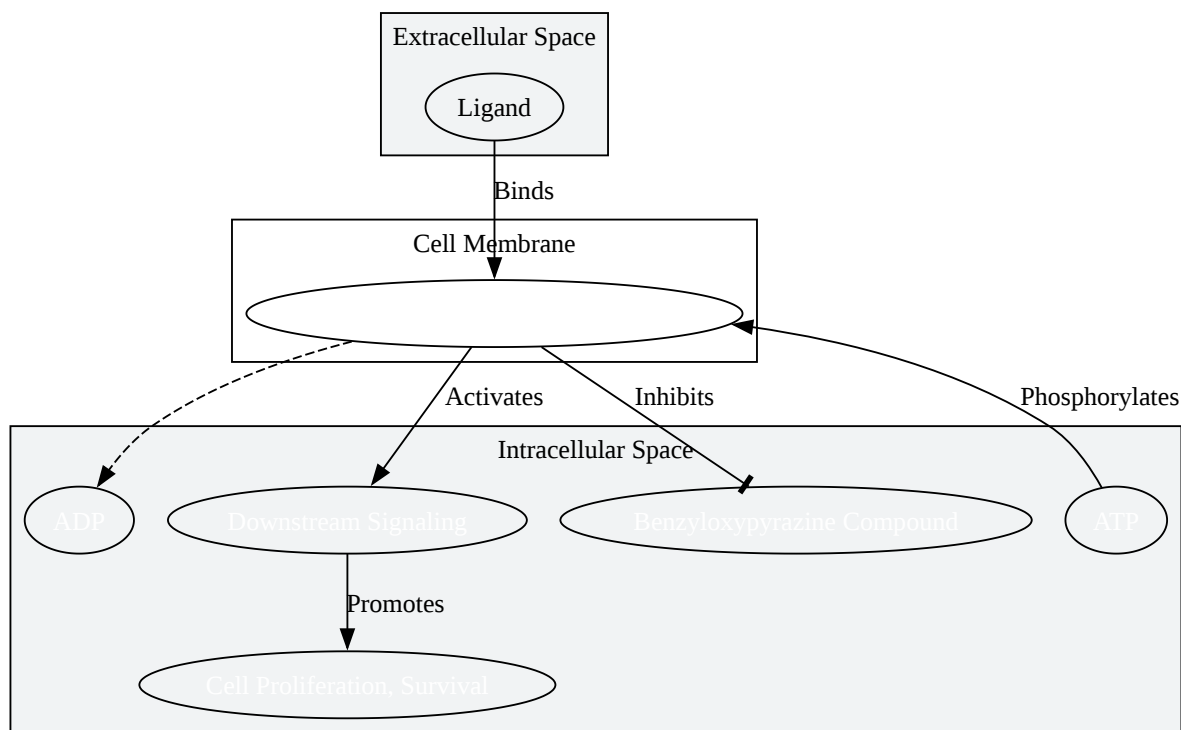 Extracellular Space
Ligand
Binds
Cell Membrane
Activates
Inhibits
Phosphorylates
Intracellular Space
ADP
Downstream Signaling
Benzyloxypyrazine Compound
ATP
Promotes
Cell Proliferation, Survival